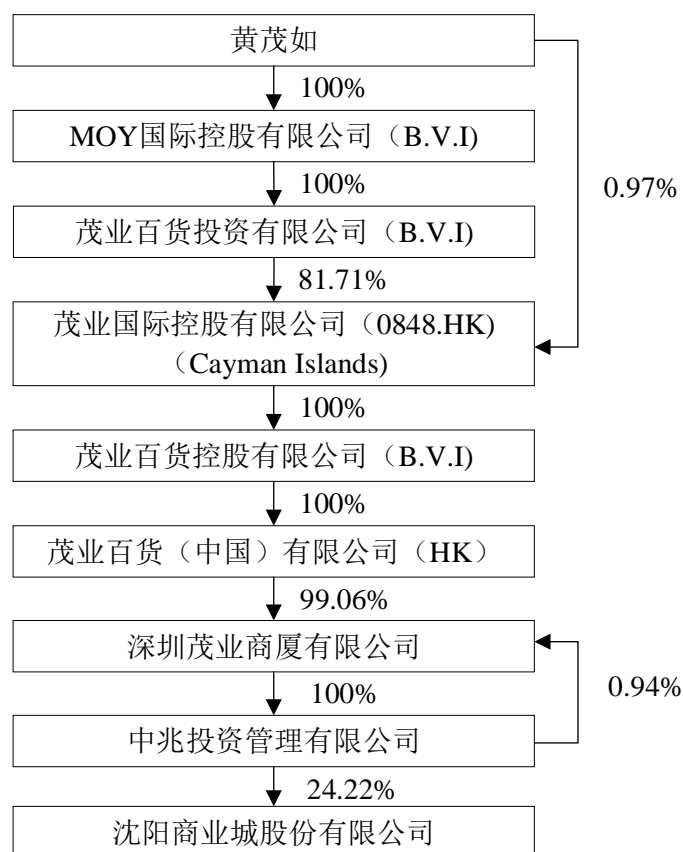 黄茂如
100%
MOY国际控股有限公司（B.V.I)
100%
0.97%
茂业百货投资有限公司（B.V.I)
81.71%
茂业国际控股有限公司（0848.HK)
（Cayman Islands)
100%
茂业百货控股有限公司（B.V.I)
100%
茂业百货（中国）有限公司（HK）
99.06%
深圳茂业商厦有限公司
100%
0.94%
中兆投资管理有限公司
24.22%
沈阳商业城股份有限公司